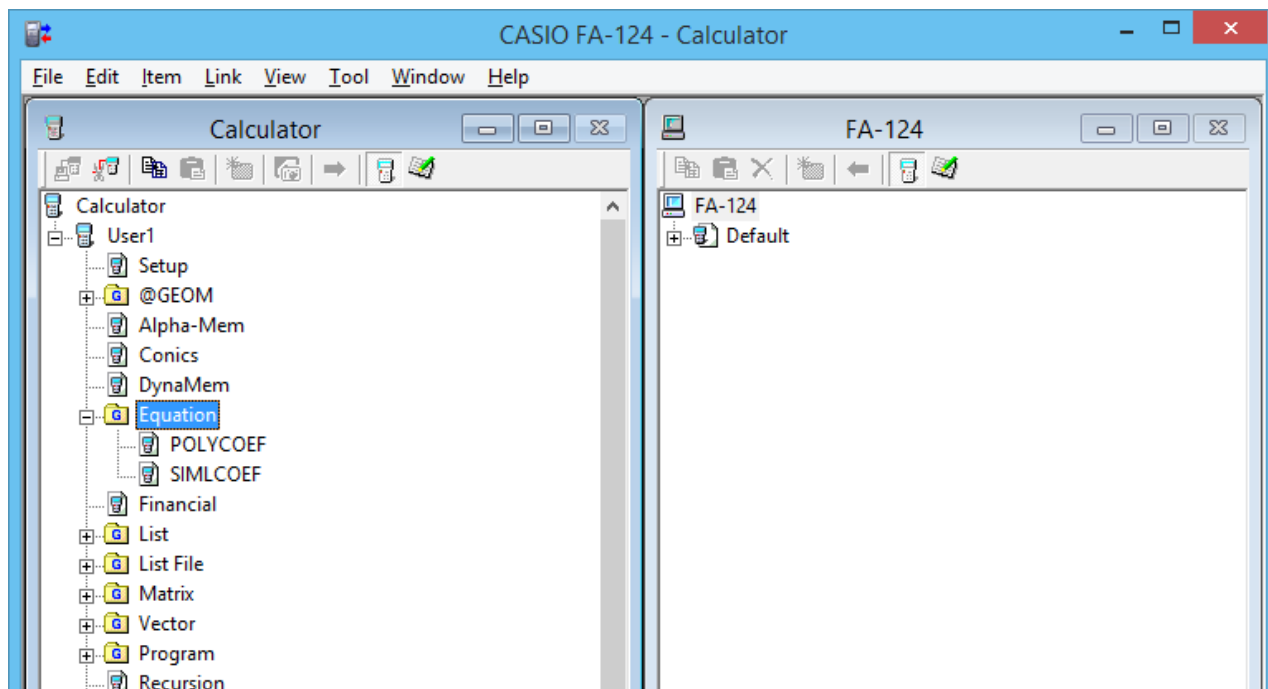 CASIO FA-124 - Calculator
File Edit Item Link View Tool Window Help
Calculator
Calculator
User1
Setup
G @GEOM
Alpha-Mem
Conics
DynaMem
G Equation
POLYCOEF
SIMLCOEF
Financial
G List
G List File
G Matrix
G Vector
G Program
Recursion
FA-124
FA-124
Default